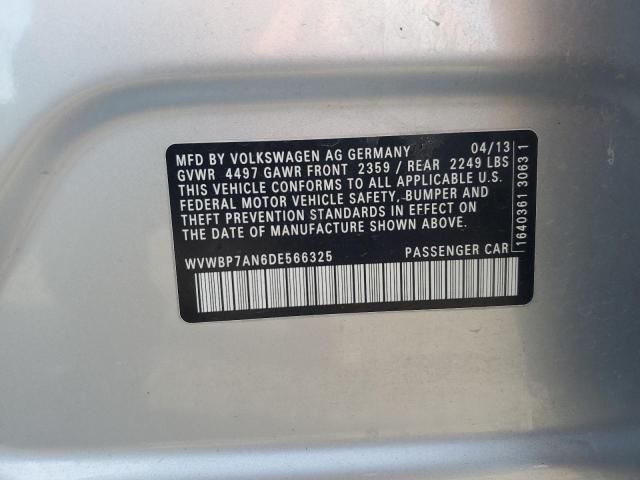 MFD BY VOLKSWAGEN AG GERMANY 04/13
GVWR 4497 GAWR FRONT 2359 / REAR 2249 LBS
THIS VEHICLE CONFORMS TO ALL APPLICABLE U.S.
FEDERAL MOTOR VEHICLE SAFETY, BUMPER AND
THEFT PREVENTION STANDARDS IN EFFECT ON
THE DATE OF MANUFACTURE SHOWN ABOVE.
WVWBP7AN6DE566325 PASSENGER CAR
1640361 3063 1